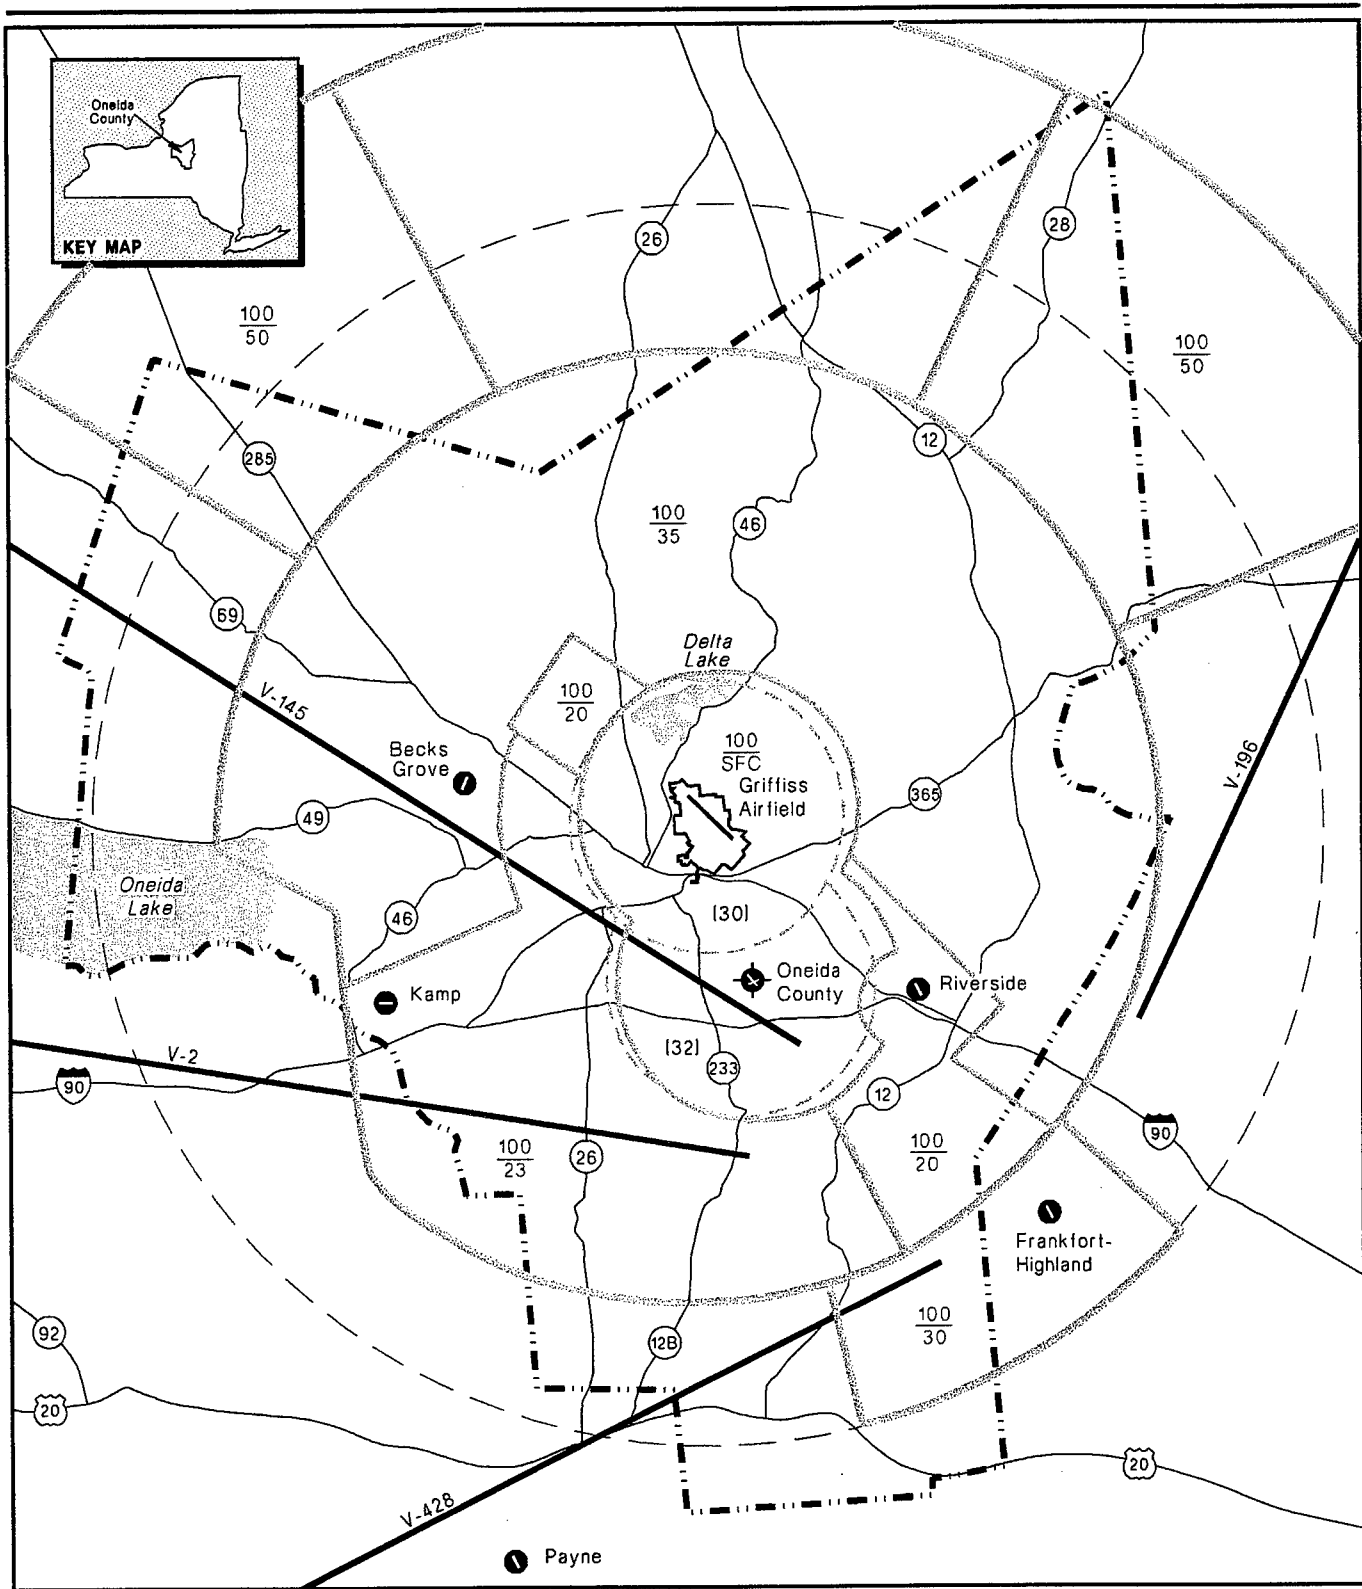 Oneida
County
KEY MAP
26
28
100
50
100
50
12
285
100
35
46
69
Delta
Lake
100
20
V-145
100
SFC
Becks
Grove
Griffiss
Airfield
V-196
365
49
Oneida
Lake
46
[30]
Oneida
County
Riverside
Kamp
[32]
V-2
233
90
12
90
100
23
26
100
20
Frankfort-
Highland
100
30
92
12B
20
20
V-428
Payne